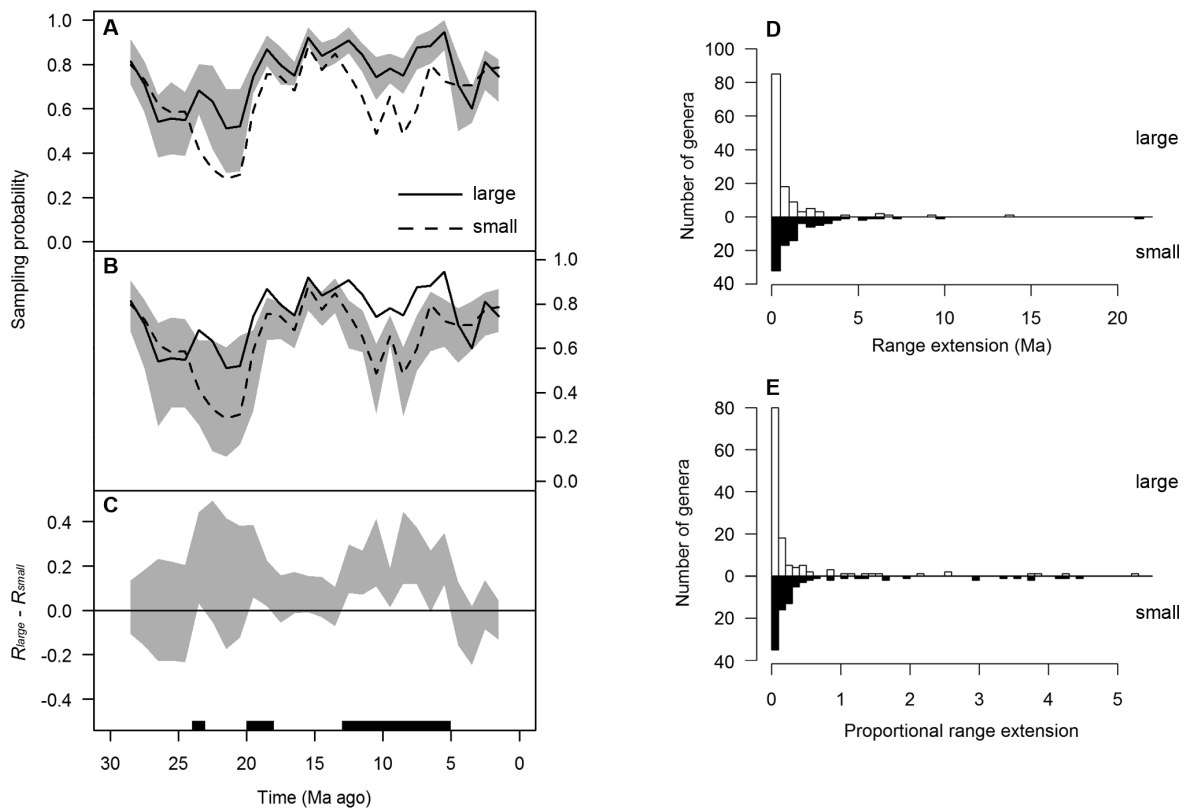 A
1.0
0.8
0.6
0.4
0.2
0.0
Sampling probability
large
small
B
1.0
0.8
0.6
0.4
0.2
0.0
C
0.4
0.2
0.0
-0.2
-0.4
Rlarge - Rsmall
30 25 20 15 10 5 0
Time (Ma ago)
D
100
80
60
40
20
0
20
40
Number of genera
large
small
0 5 10 15 20
Range extension (Ma)
E
80
60
40
20
0
20
40
Number of genera
large
small
0 1 2 3 4 5
Proportional range extension